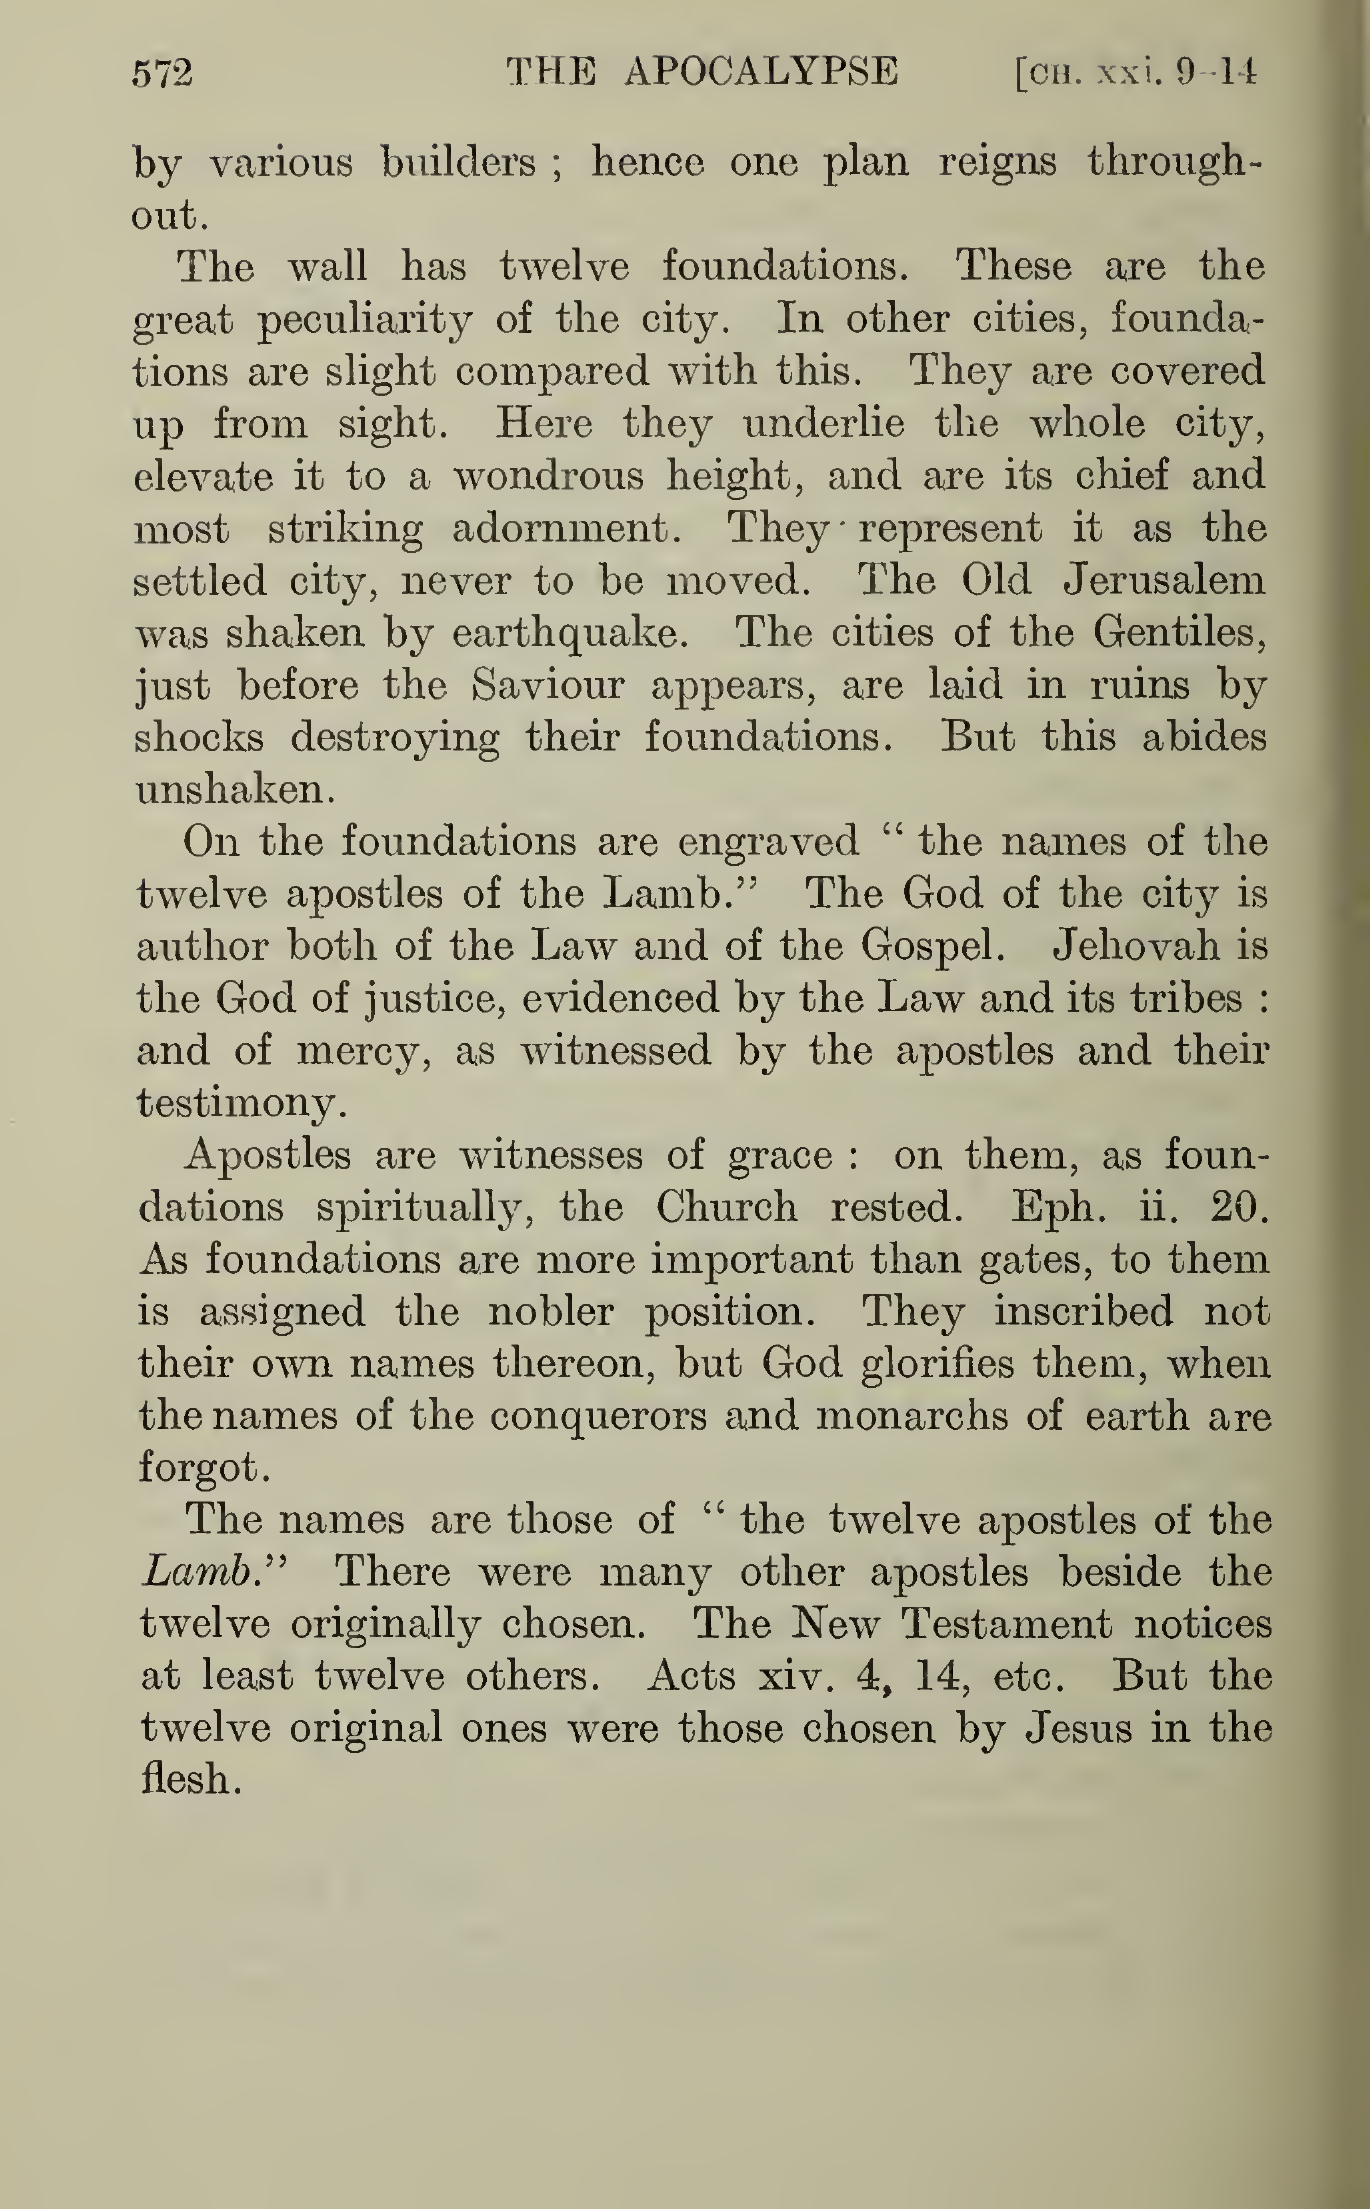 572 THE APOCALYPSE [CH. xxi. 9-14
by various builders ; hence one plan reigns through-
out.
The wall has twelve foundations. These are the
great peculiarity of the city. In other cities, founda-
tions are slight compared with this. They are covered
up from sight. Here they underlie the whole city,
elevate it to a wondrous height, and are its chief and
most striking adornment. They represent it as the
settled city, never to be moved. The Old Jerusalem
was shaken by earthquake. The cities of the Gentiles,
just before the Saviour appears, are laid in ruins by
shocks destroying their foundations. But this abides
unshaken.
On the foundations are engraved “ the names of the
twelve apostles of the Lamb.” The God of the city is
author both of the Law and of the Gospel. Jehovah is
the God of justice, evidenced by the Law and its tribes :
and of mercy, as witnessed by the apostles and their
testimony.
Apostles are witnesses of grace : on them, as foun-
dations spiritually, the Church rested. Eph. ii. 20.
As foundations are more important than gates, to them
is assigned the nobler position. They inscribed not
their own names thereon, but God glorifies them, when
the names of the conquerors and monarchs of earth are
forgot.
The names are those of “ the twelve apostles of the
Lamb.” There were many other apostles beside the
twelve originally chosen. The New Testament notices
at least twelve others. Acts xiv. 4, 14, etc. But the
twelve original ones were those chosen by Jesus in the
flesh.